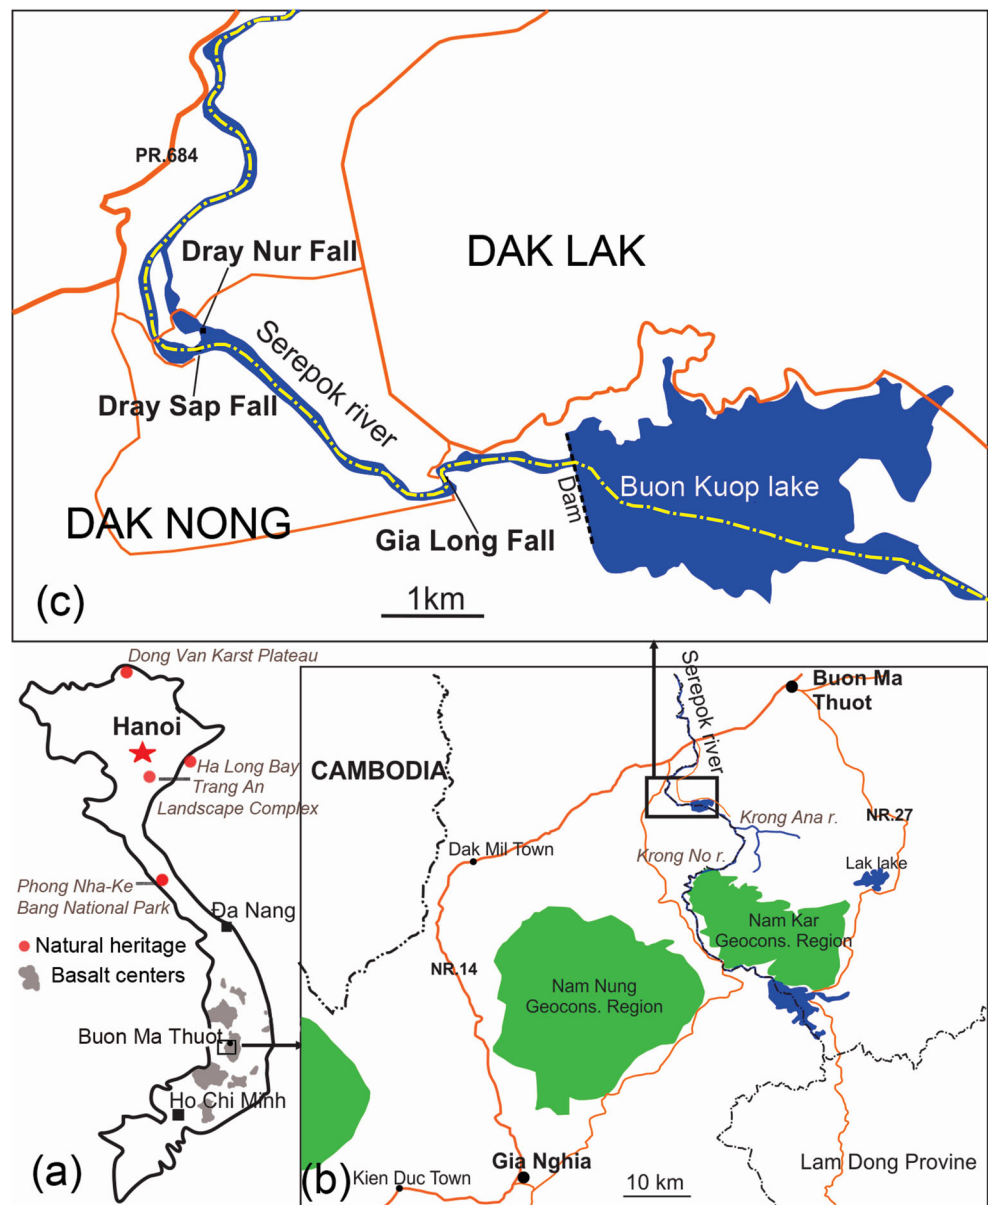 PR.684
Dray Nur Fall
DAK LAK
Serepok river
Dray Sap Fall
Buon Kuop lake
Dam
DAK NONG
Gia Long Fall
(c)
1km
Dong Van Karst Plateau
Hanoi
Ha Long Bay
Trang An
Landscape Complex
Phong Nha-Ke
Bang National Park
Đa Nang
Natural heritage
Basalt centers
Buon Ma Thuot
Ho Chi Minh
(a)
Serepok river
Buon Ma
Thuot
CAMBODIA
Krong Ana r.
NR.27
Dak Mil Town
Krong No r.
Lak lake
Nam Kar
Geocons. Region
NR.14
Nam Nung
Geocons. Region
Gia Nghia
Lam Dong Provine
Kien Duc Town
(b)
10 km